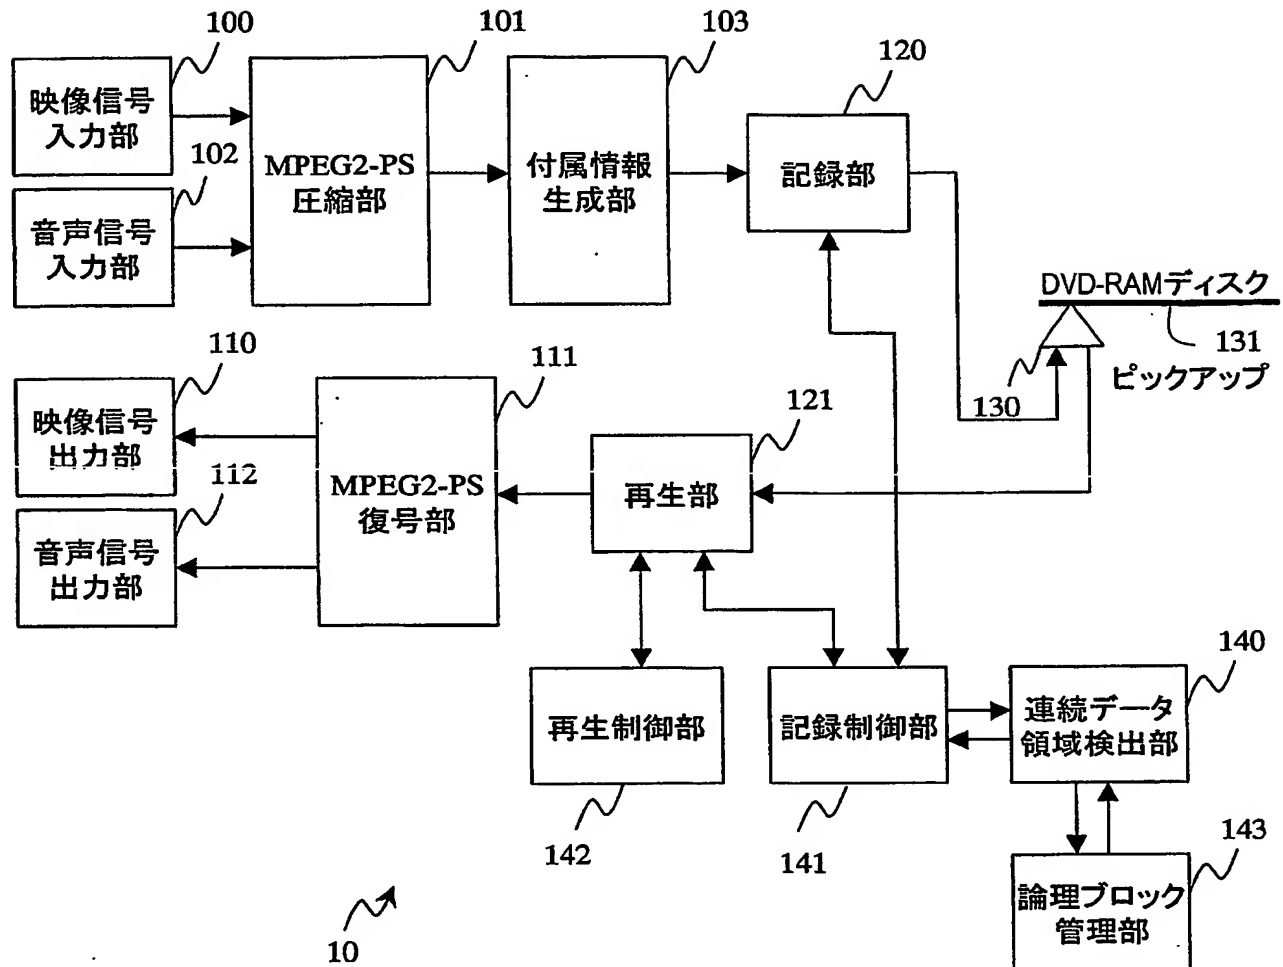 100
101
103
120
映像信号
入力部
102
音声信号
入力部
MPEG2-PS
圧縮部
付属情報
生成部
記録部
DVD-RAMディスク
131
ピックアップ
130
110
111
121
映像信号
出力部
112
音声信号
出力部
MPEG2-PS
復号部
再生部
再生制御部
142
記録制御部
141
140
連続データ
領域検出部
143
論理ブロック
管理部
10